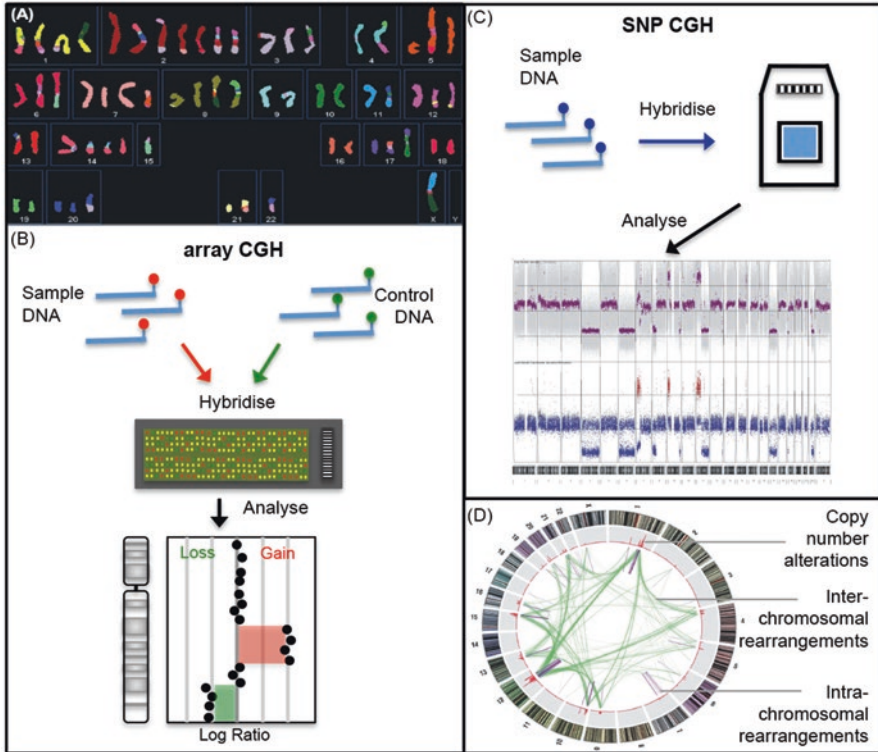 (A)
1 2 3 4 5
6 7 8 9 10 11 12
13 14 15 16 17 18
19 20 21 22 X Y
(B)
array CGH
Sample
DNA
Control
DNA
Hybridise
Analyse
Loss
Gain
Log Ratio
(C)
SNP CGH
Sample
DNA
Hybridise
Analyse
(D)
Copy
number
alterations
Inter-
chromosomal
rearrangements
Intra-
chromosomal
rearrangements